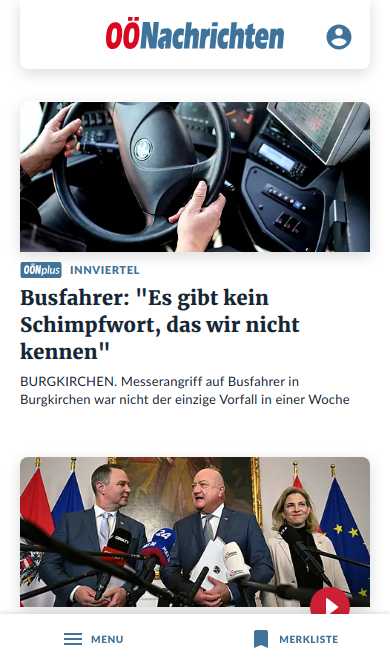 OÖNachrichten
OÖNplus INNVIERTEL
Busfahrer: "Es gibt kein
Schimpfwort, das wir nicht
kennen"
BURGKIRCHEN. Messerangriff auf Busfahrer in
Burgkirchen war nicht der einzige Vorfall in einer Woche
24
MENU
MERKLISTE